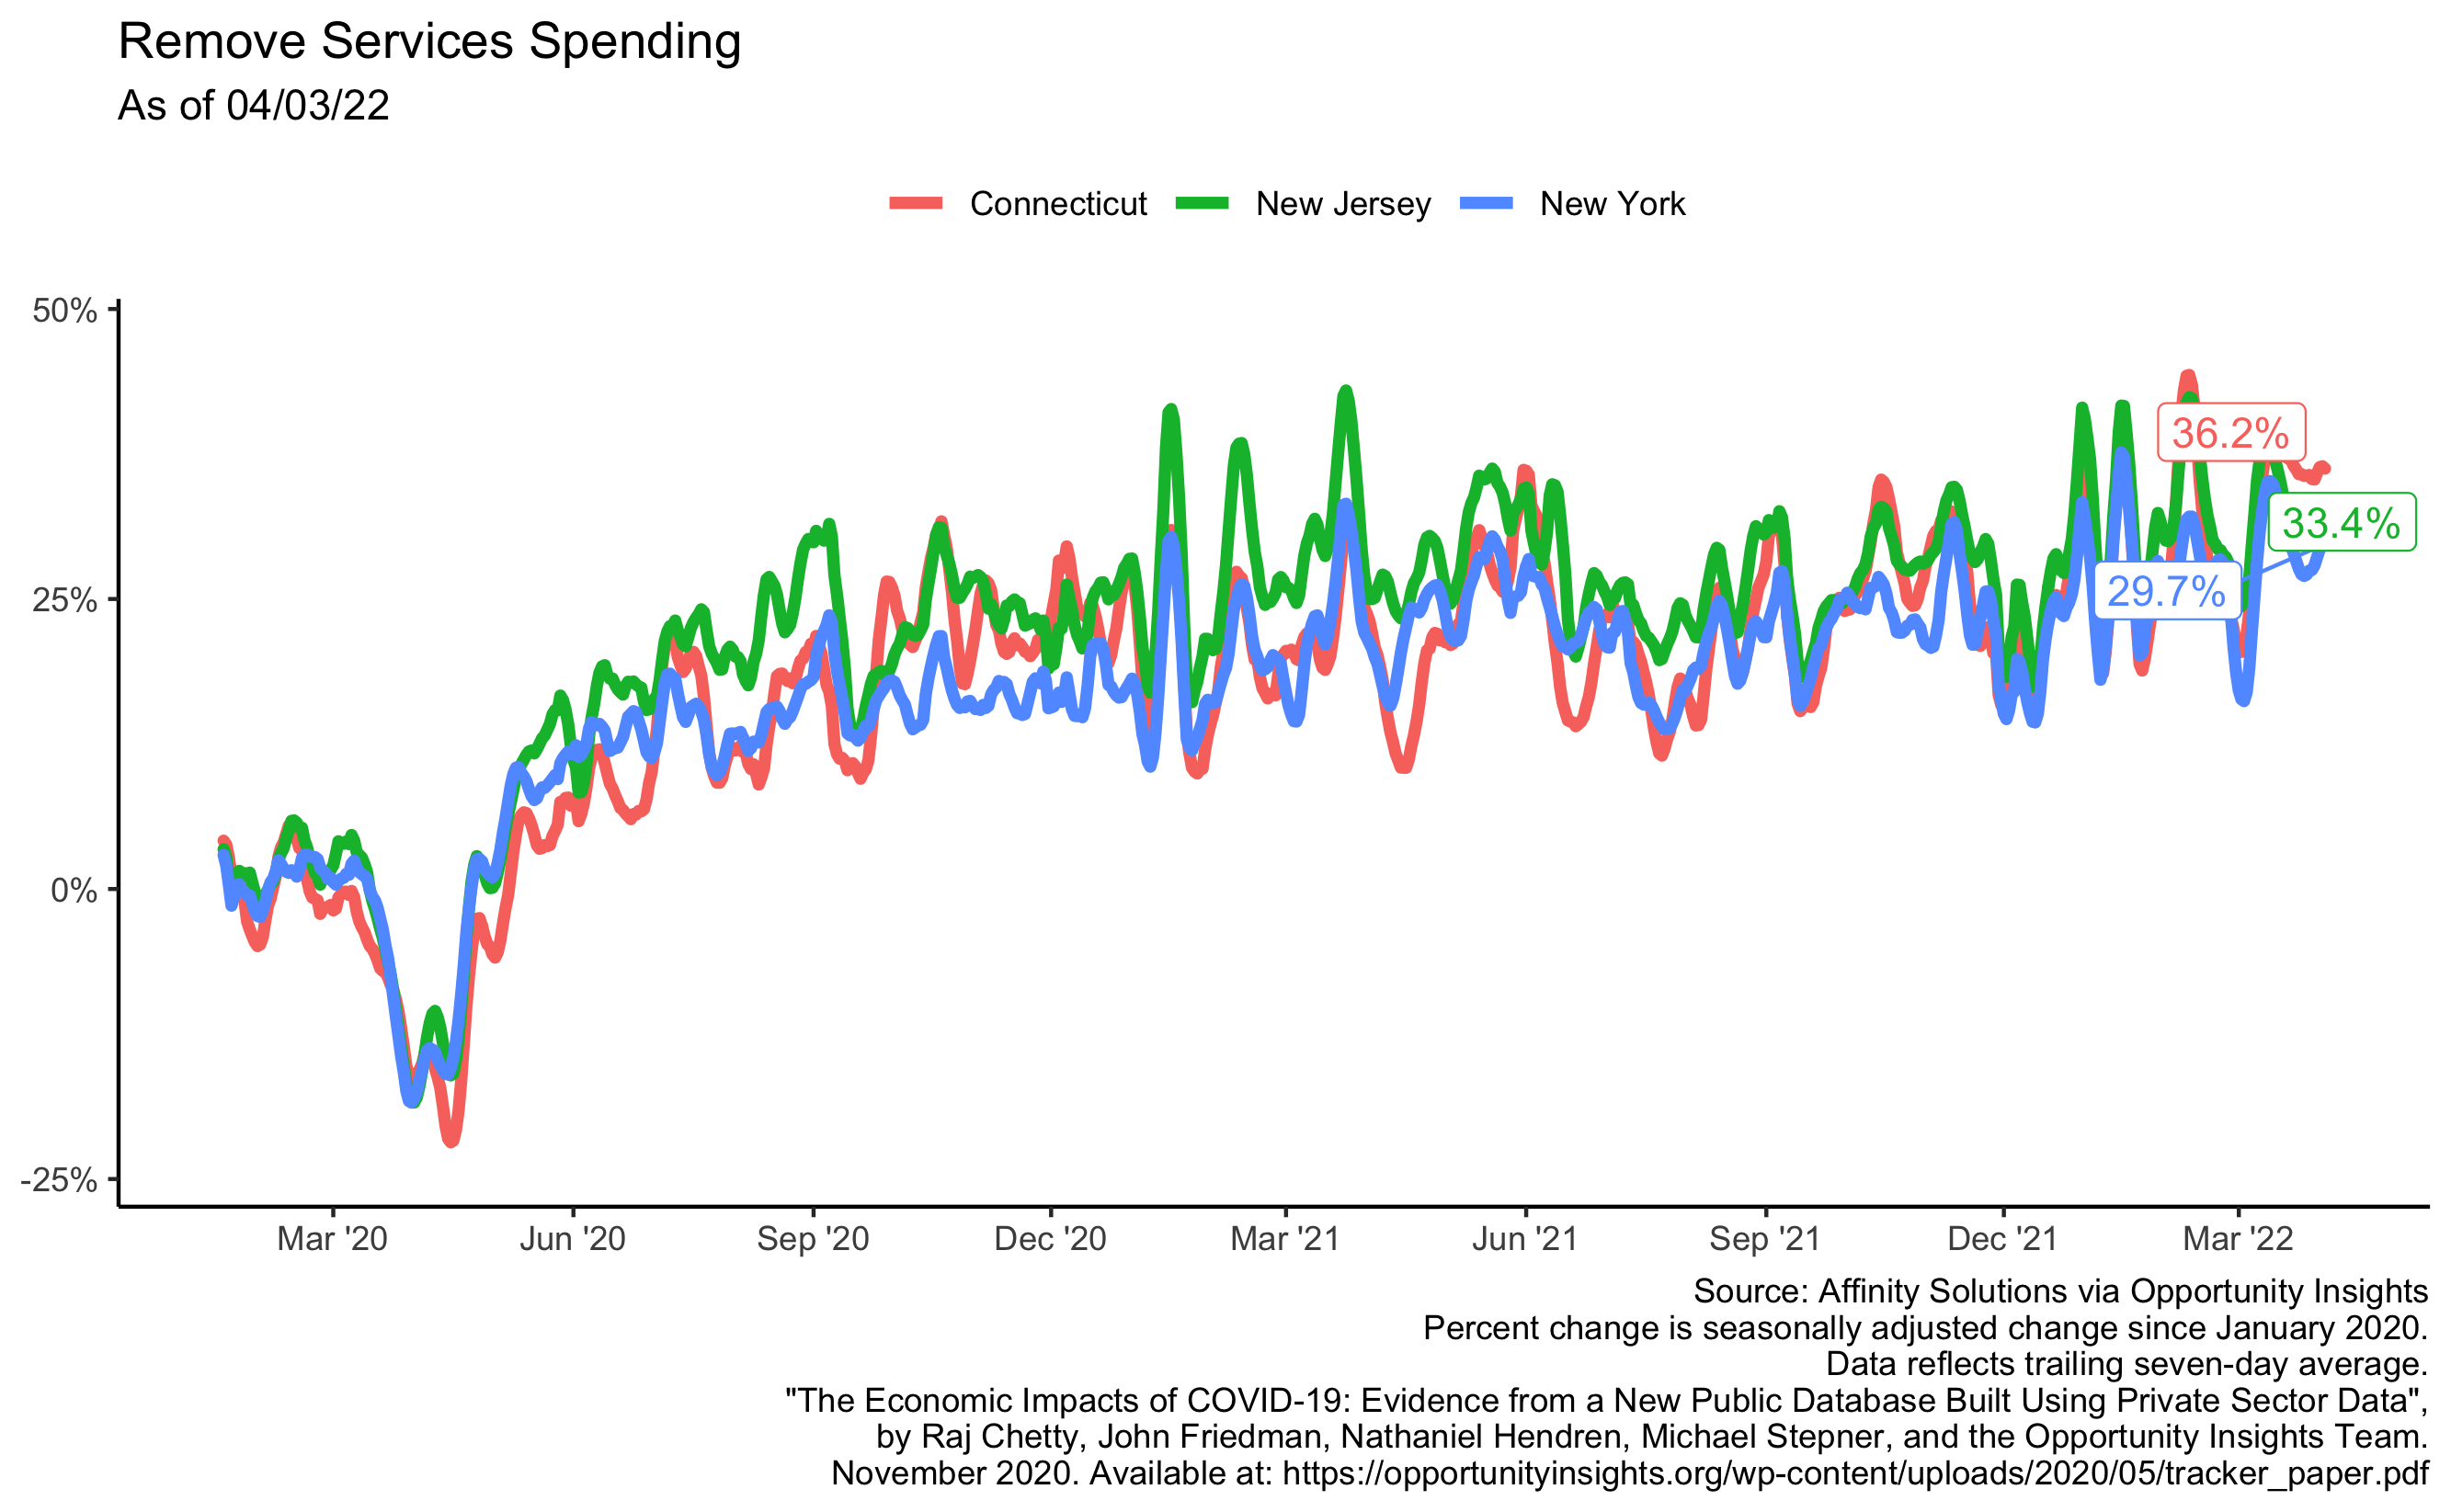 Remove Services Spending
As of 04/03/22
Connecticut New Jersey New York
50%
25%
0%
-25%
36.2%
33.4%
29.7%
Mar '20 Jun '20 Sep '20 Dec '20 Mar '21 Jun '21 Sep '21 Dec '21 Mar '22
Source: Affinity Solutions via Opportunity Insights
Percent change is seasonally adjusted change since January 2020.
Data reflects trailing seven-day average.
"The Economic Impacts of COVID-19: Evidence from a New Public Database Built Using Private Sector Data",
by Raj Chetty, John Friedman, Nathaniel Hendren, Michael Stepner, and the Opportunity Insights Team.
November 2020. Available at: https://opportunityinsights.org/wp-content/uploads/2020/05/tracker_paper.pdf